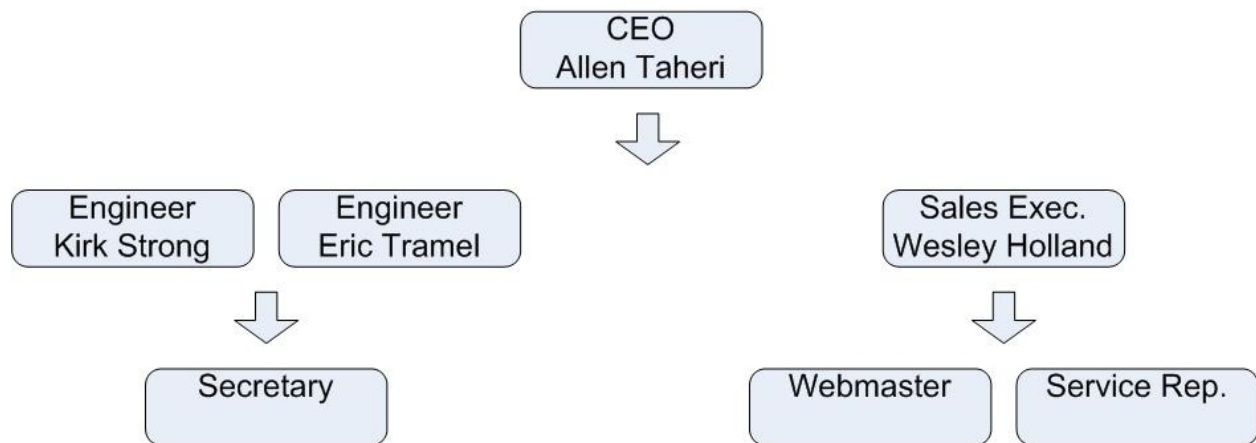 CEO
Allen Taheri
Engineer
Kirk Strong
Engineer
Eric Tramel
Sales Exec.
Wesley Holland
Secretary
Webmaster
Service Rep.